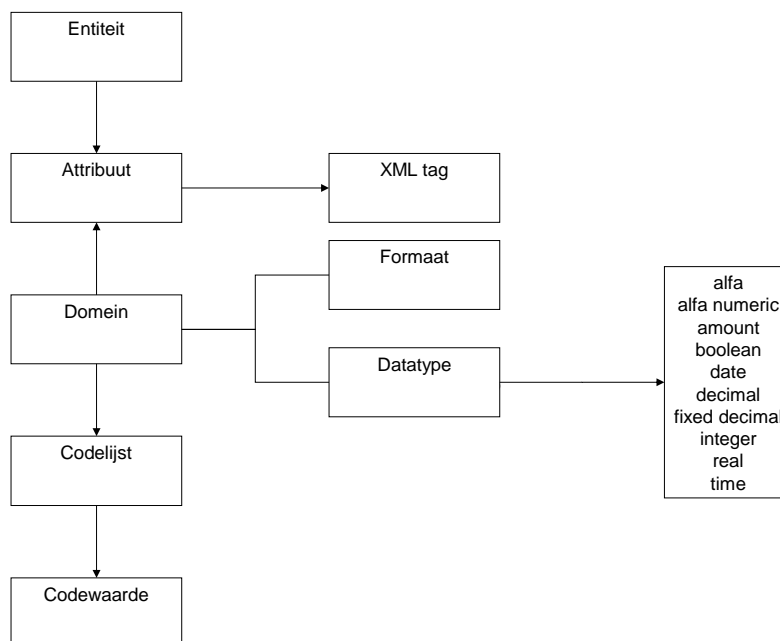 Entiteit
Attribuut
XML tag
Formaat
Domein
Datatype
alfa
alfa numeric
amount
boolean
date
decimal
fixed decimal
integer
real
time
Codelijst
Codewaarde